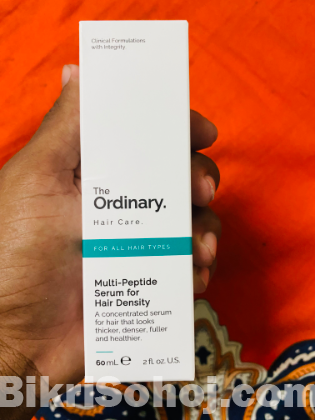 Clinical Formulations
with Integrity.
The
Ordinary.
Hair Care.
FOR ALL HAIR TYPES
Multi-Peptide
Serum for
Hair Density
A concentrated serum
for hair that looks
thicker, denser, fuller
and healthier.
60 mL ℮ 2 fl. oz. U.S.
BikriSohoj.com